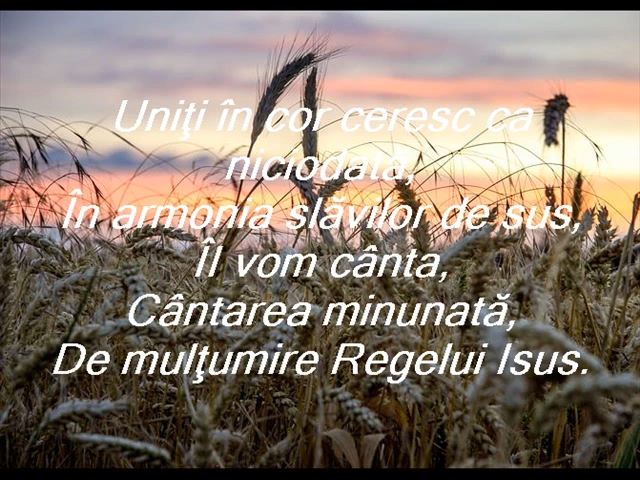 Uniţi în cor ceresc ca
niciodată,
În armonia slăvilor de sus,
Îl vom cânta,
Cântarea minunată,
De mulţumire Regelui Isus.